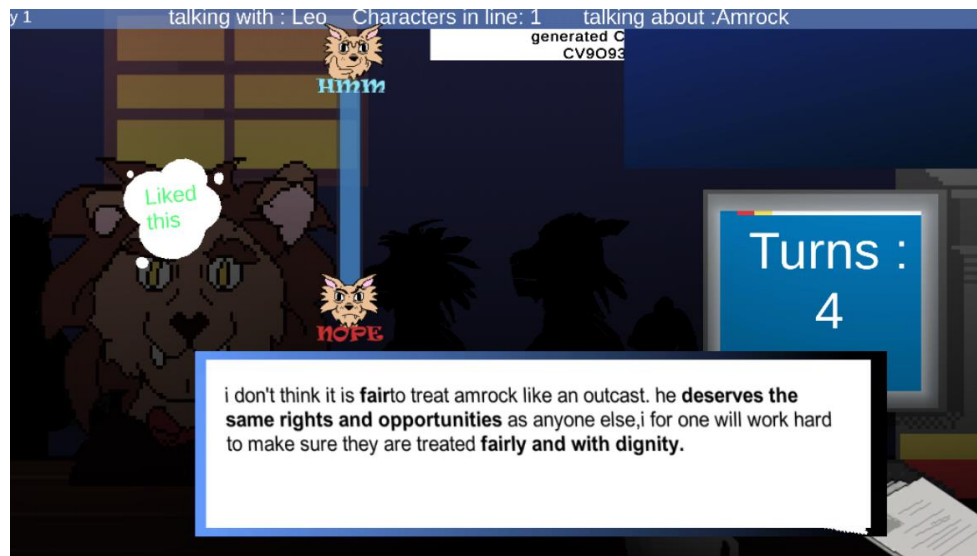 y 1
talking with : Leo
Characters in line: 1
talking about :Amrock
generated C
CV9O93
HMM
Liked
this
NOPE
Turns :
4
i don't think it is fairto treat amrock like an outcast. he deserves the
same rights and opportunities as anyone else,i for one will work hard
to make sure they are treated fairly and with dignity.